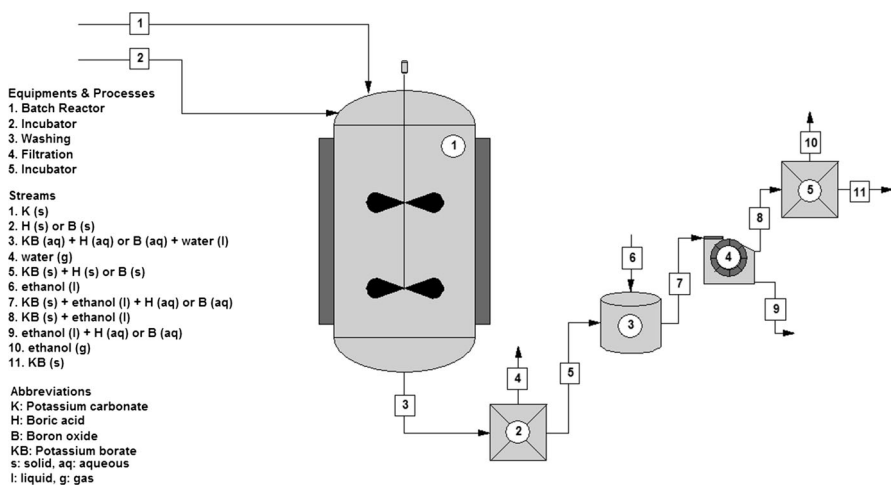 1
2
Equipments & Processes
1. Batch Reactor
2. Incubator
3. Washing
4. Filtration
5. Incubator
Streams
1. K (s)
2. H (s) or B (s)
3. KB (aq) + H (aq) or B (aq) + water (l)
4. water (g)
5. KB (s) + H (s) or B (s)
6. ethanol (l)
7. KB (s) + ethanol (l) + H (aq) or B (aq)
8. KB (s) + ethanol (l)
9. ethanol (l) + H (aq) or B (aq)
10. ethanol (g)
11. KB (s)
Abbreviations
K: Potassium carbonate
H: Boric acid
B: Boron oxide
KB: Potassium borate
s: solid, aq: aqueous
l: liquid, g: gas
1
3
4
2
5
6
3
7
4
9
8
10
5
11